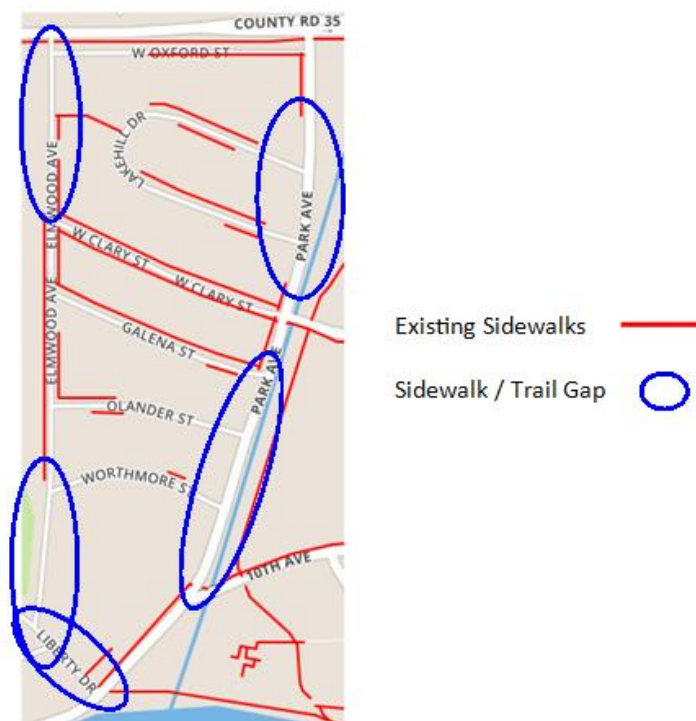 COUNTY RD 35
W OXFORD ST
LAKEHILL DR
ELMWOOD AVE
PARK AVE
W CLARY ST
W CLARY ST
Existing Sidewalks
ELMWOOD AVE
GALENA ST
PARK AVE
Sidewalk / Trail Gap
OLANDER ST
WORTHMORE ST
10TH AVE
LIBERTY DR